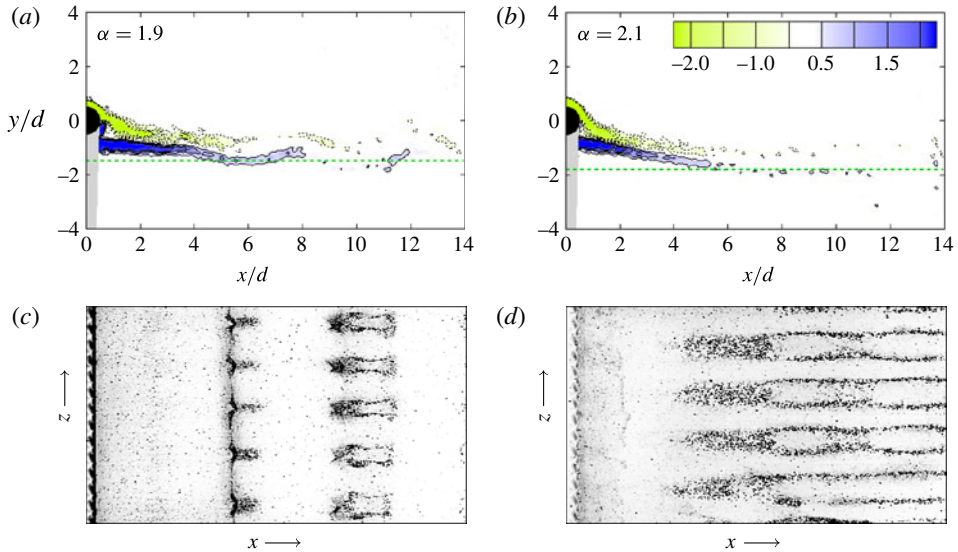 (a)
α = 1.9
4
2
0
−2
−4
y/d
0 2 4 6 8 10 12 14
x/d
(b)
α = 2.1
–2.0 –1.0 0.5 1.5
4
2
0
−2
−4
0 2 4 6 8 10 12 14
x/d
(c)
z
x
(d)
z
x